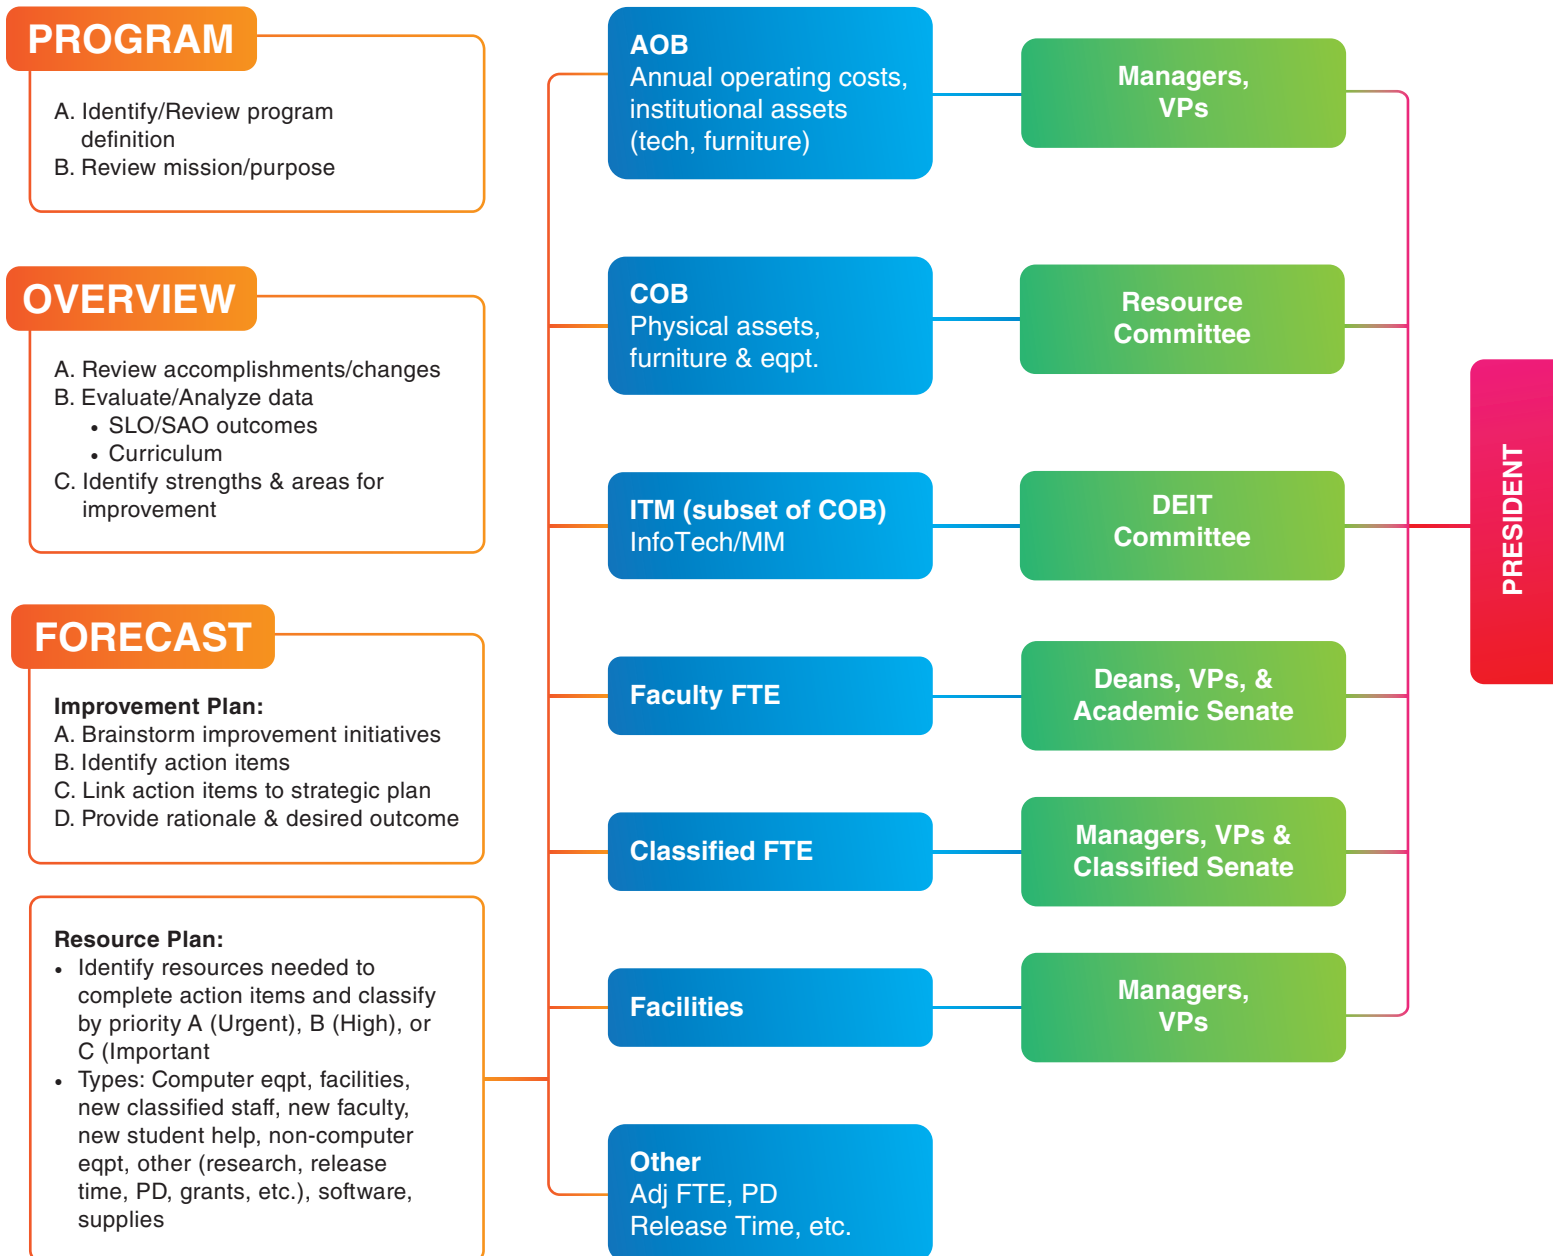 PROGRAM
A. Identify/Review program
definition
B. Review mission/purpose
OVERVIEW
A. Review accomplishments/changes
B. Evaluate/Analyze data
• SLO/SAO outcomes
• Curriculum
C. Identify strengths & areas for
improvement
FORECAST
Improvement Plan:
A. Brainstorm improvement initiatives
B. Identify action items
C. Link action items to strategic plan
D. Provide rationale & desired outcome
Resource Plan:
• Identify resources needed to
complete action items and classify
by priority A (Urgent), B (High), or
C (Important
• Types: Computer eqpt, facilities,
new classified staff, new faculty,
new student help, non-computer
eqpt, other (research, release
time, PD, grants, etc.), software,
supplies
AOB
Annual operating costs,
institutional assets
(tech, furniture)
COB
Physical assets,
furniture & eqpt.
ITM (subset of COB)
InfoTech/MM
Faculty FTE
Classified FTE
Facilities
Other
Adj FTE, PD
Release Time, etc.
Managers,
VPs
Resource
Committee
DEIT
Committee
Deans, VPs, &
Academic Senate
Managers, VPs &
Classified Senate
Managers,
VPs
PRESIDENT